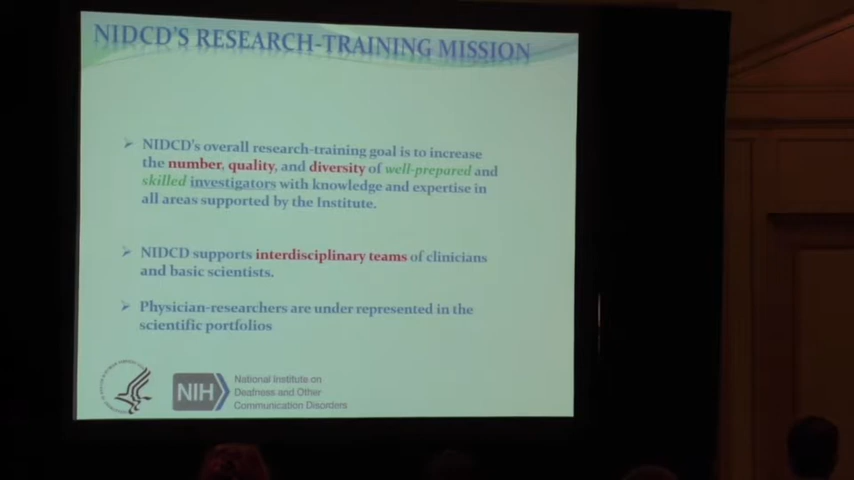 NIDCD'S RESEARCH-TRAINING MISSION
NIDCD's overall research-training goal is to increase
the number, quality, and diversity of well-prepared and
skilled investigators with knowledge and expertise in
all areas supported by the Institute.
NIDCD supports interdisciplinary teams of clinicians
and basic scientists.
Physician-researchers are under represented in the
scientific portfolios
NIH
National Institute on
Deafness and Other
Communication Disorders